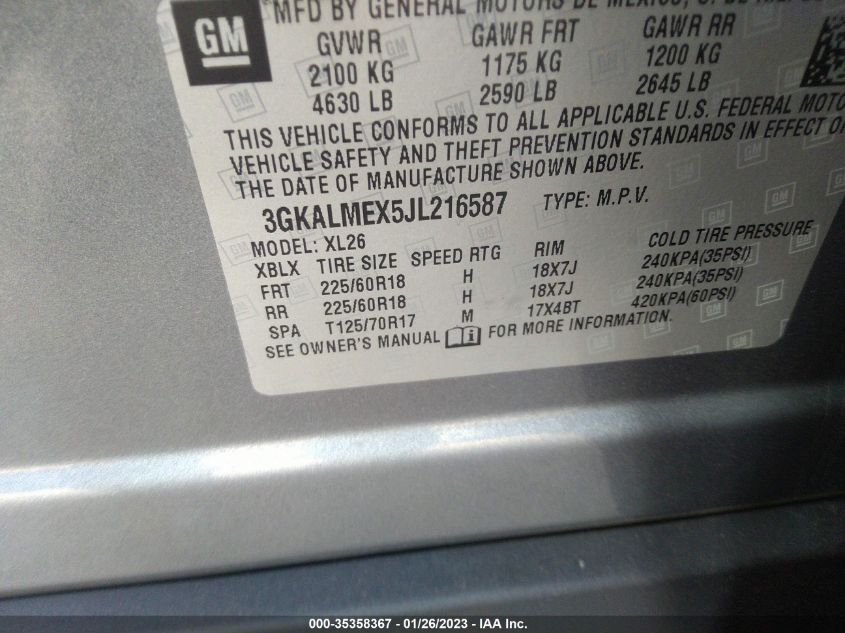 MFD BY GENERAL MOTORS DE MEXICO, S. DE
GM
GVWR GAWR FRT GAWR RR
2100 KG 1175 KG 1200 KG
4630 LB 2590 LB 2645 LB
THIS VEHICLE CONFORMS TO ALL APPLICABLE U.S. FEDERAL MOTO
VEHICLE SAFETY AND THEFT PREVENTION STANDARDS IN EFFECT O
THE DATE OF MANUFACTURE SHOWN ABOVE.
3GKALMEX5JL216587 TYPE: M.P.V.
MODEL: XL26
XBLX TIRE SIZE SPEED RTG RIM COLD TIRE PRESSURE
FRT 225/60R18 H 18X7J 240KPA(35PSI)
RR 225/60R18 H 18X7J 240KPA(35PSI)
SPA T125/70R17 M 17X4BT 420KPA(60PSI)
SEE OWNER'S MANUAL FOR MORE INFORMATION.
000-35358367 - 01/26/2023 - IAA Inc.